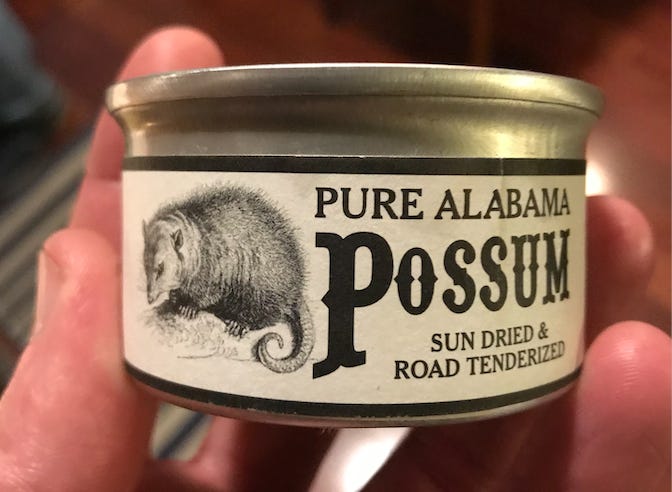 PURE ALABAMA
POSSUM
SUN DRIED &
ROAD TENDERIZED